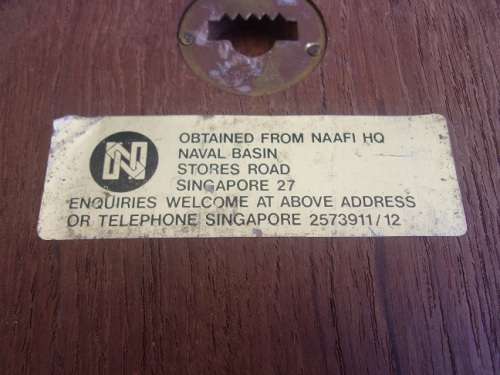 N
OBTAINED FROM NAAFI HQ
NAVAL BASIN
STORES ROAD
SINGAPORE 27
ENQUIRIES WELCOME AT ABOVE ADDRESS
OR TELEPHONE SINGAPORE 2573911/12